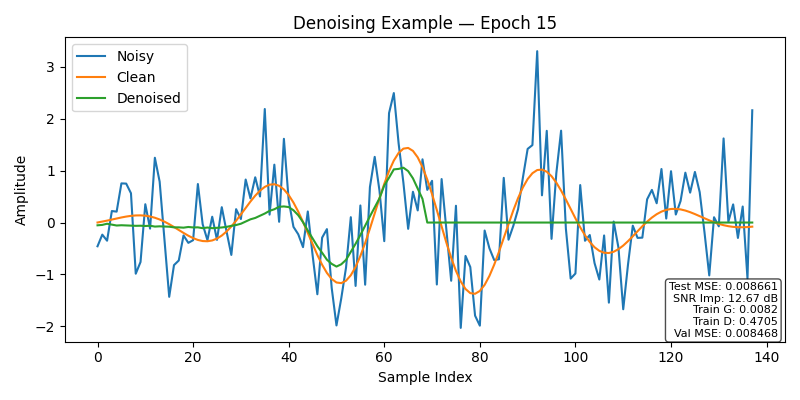 Denoising Example — Epoch 15
Noisy
Clean
Denoised
Amplitude
3
2
1
0
−1
−2
Test MSE: 0.008661
SNR Imp: 12.67 dB
Train G: 0.0082
Train D: 0.4705
Val MSE: 0.008468
0 20 40 60 80 100 120 140
Sample Index